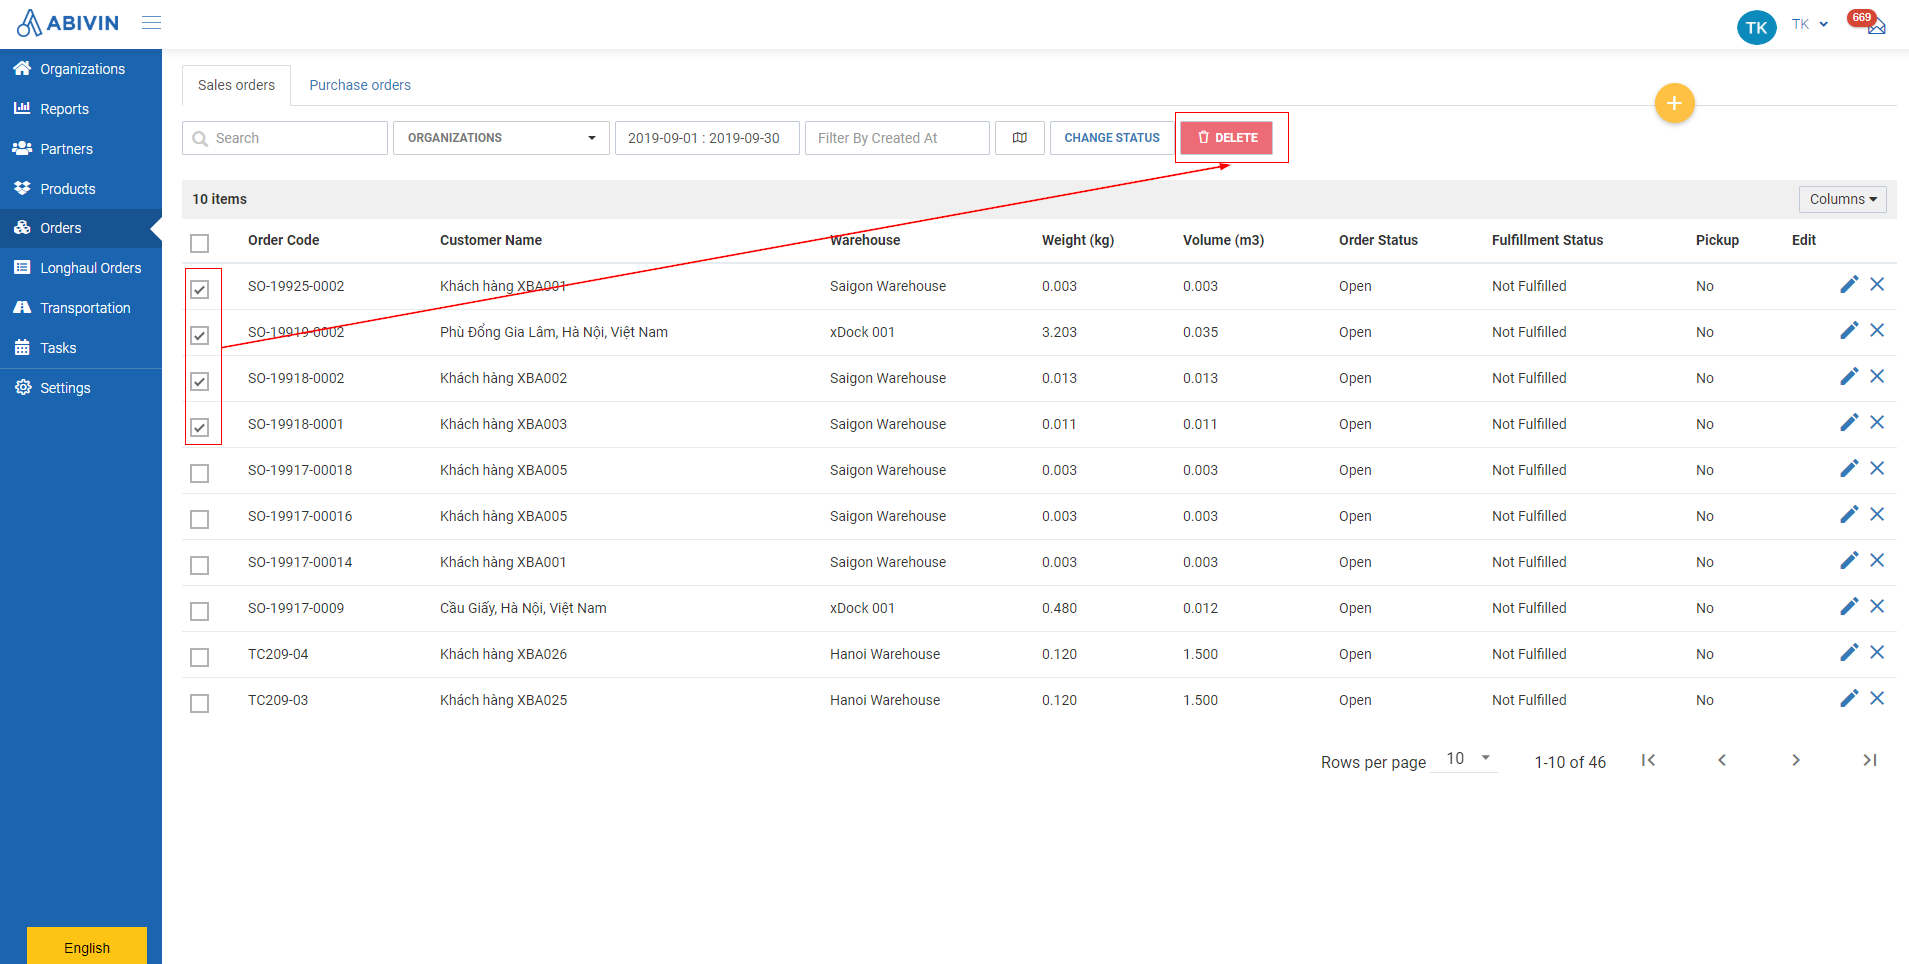 ABIVIN
TK TK 669
Organizations
Reports
Partners
Products
Orders
Longhaul Orders
Transportation
Tasks
Settings
English
Sales orders Purchase orders
+
Search ORGANIZATIONS 2019-09-01 : 2019-09-30 Filter By Created At CHANGE STATUS DELETE
10 items Columns
Order Code Customer Name Warehouse Weight (kg) Volume (m3) Order Status Fulfillment Status Pickup Edit
SO-19925-0002 Khách hàng XBA001 Saigon Warehouse 0.003 0.003 Open Not Fulfilled No
SO-19919-0002 Phù Đổng Gia Lâm, Hà Nội, Việt Nam xDock 001 3.203 0.035 Open Not Fulfilled No
SO-19918-0002 Khách hàng XBA002 Saigon Warehouse 0.013 0.013 Open Not Fulfilled No
SO-19918-0001 Khách hàng XBA003 Saigon Warehouse 0.011 0.011 Open Not Fulfilled No
SO-19917-00018 Khách hàng XBA005 Saigon Warehouse 0.003 0.003 Open Not Fulfilled No
SO-19917-00016 Khách hàng XBA005 Saigon Warehouse 0.003 0.003 Open Not Fulfilled No
SO-19917-00014 Khách hàng XBA001 Saigon Warehouse 0.003 0.003 Open Not Fulfilled No
SO-19917-0009 Cầu Giấy, Hà Nội, Việt Nam xDock 001 0.480 0.012 Open Not Fulfilled No
TC209-04 Khách hàng XBA026 Hanoi Warehouse 0.120 1.500 Open Not Fulfilled No
TC209-03 Khách hàng XBA025 Hanoi Warehouse 0.120 1.500 Open Not Fulfilled No
Rows per page 10 1-10 of 46